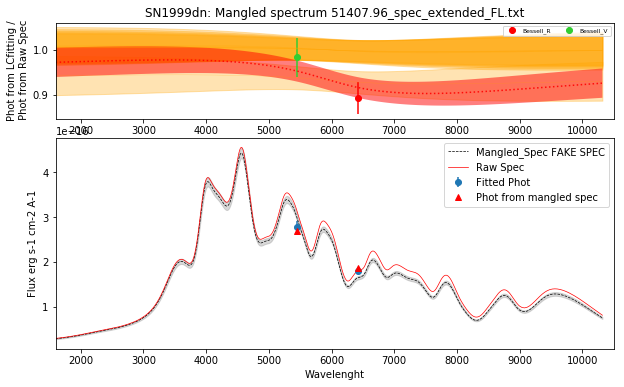 SN1999dn: Mangled spectrum 51407.96_spec_extended_FL.txt
Phot from LCfitting /
Phot from Raw Spec
1.0
0.9
Bessell_R
Bessell_V
2000 3000 4000 5000 6000 7000 8000 9000 10000
1e−16
Flux erg s-1 cm-2 A-1
4
3
2
1
Mangled_Spec FAKE SPEC
Raw Spec
Fitted Phot
Phot from mangled spec
2000 3000 4000 5000 6000 7000 8000 9000 10000
Wavelenght